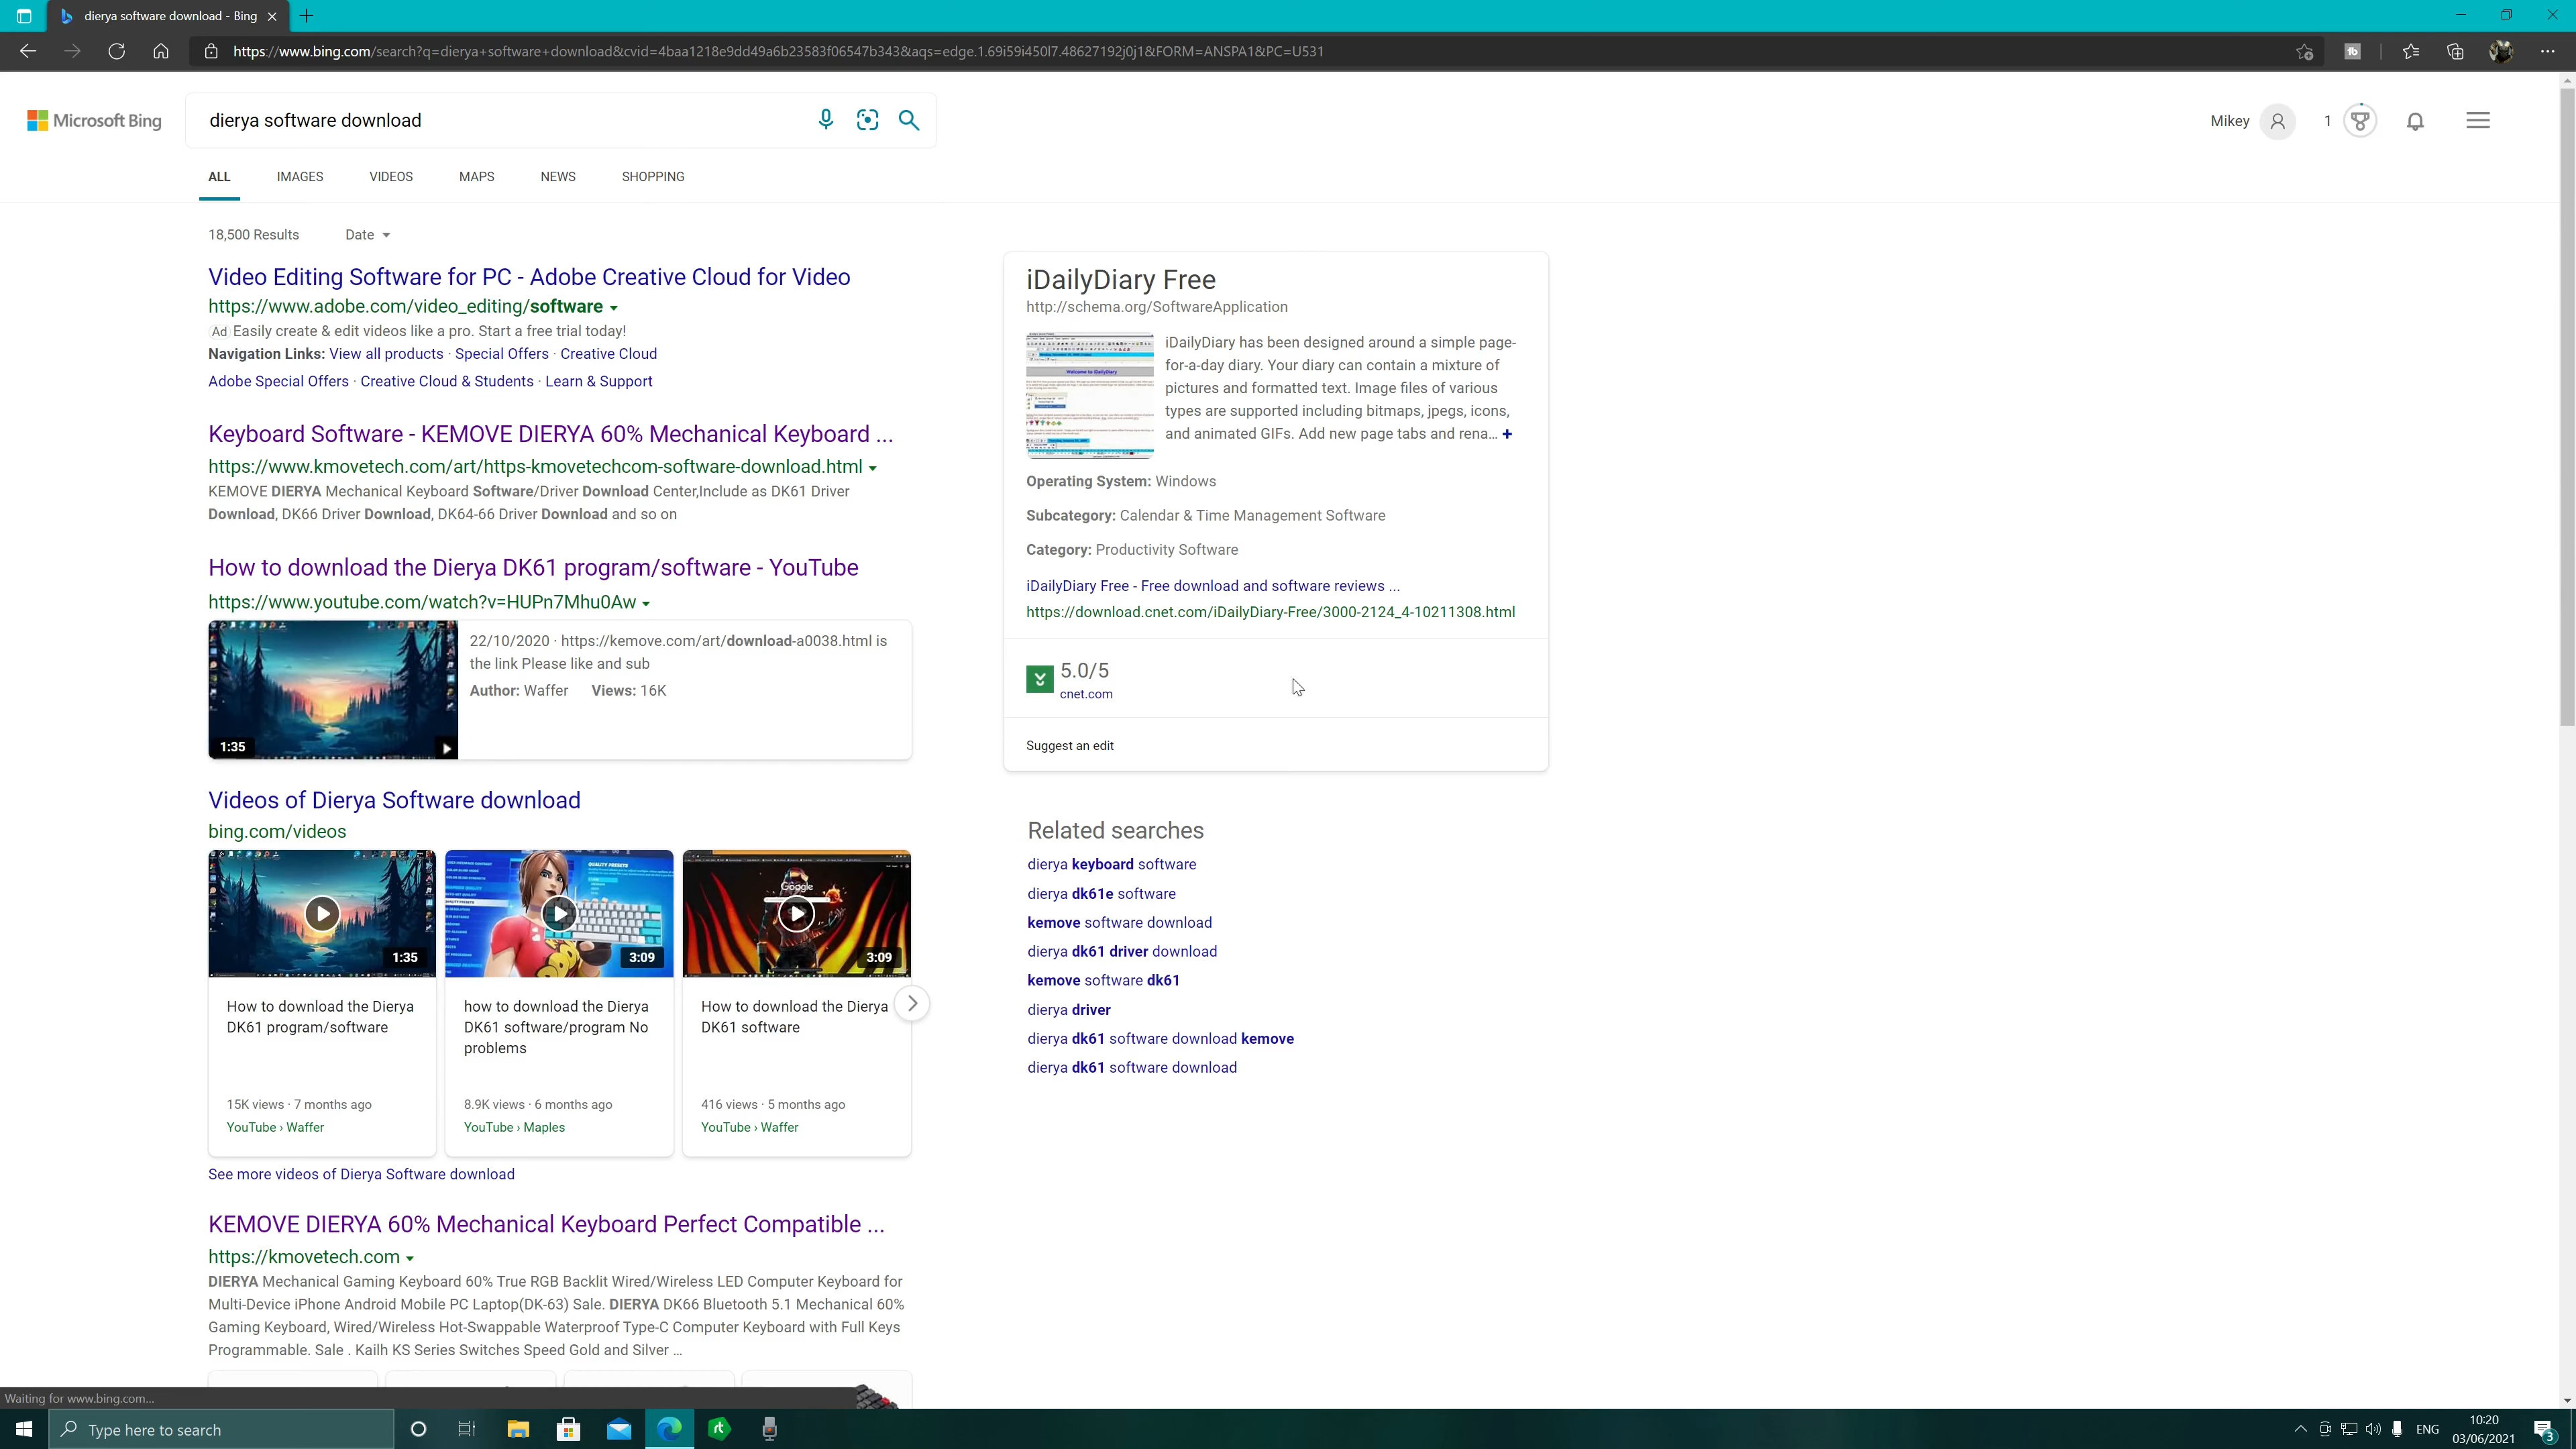 dierya software download - Bing
https://www.bing.com/search?q=dierya+software+download&cvid=4baa1218e9dd49a6b23583f06547b343&aqs=edge.1.69i59i450l7.48627192j0j1&FORM=ANSPA1&PC=U531
Microsoft Bing
dierya software download
Mikey
1
ALL IMAGES VIDEOS MAPS NEWS SHOPPING
18,500 Results Date
Video Editing Software for PC - Adobe Creative Cloud for Video
https://www.adobe.com/video_editing/software
Ad Easily create & edit videos like a pro. Start a free trial today!
Navigation Links: View all products · Special Offers · Creative Cloud
Adobe Special Offers · Creative Cloud & Students · Learn & Support
Keyboard Software - KEMOVE DIERYA 60% Mechanical Keyboard ...
https://www.kmovetech.com/art/https-kmovetechcom-software-download.html
KEMOVE DIERYA Mechanical Keyboard Software/Driver Download Center,Include as DK61 Driver
Download, DK66 Driver Download, DK64-66 Driver Download and so on
How to download the Dierya DK61 program/software - YouTube
https://www.youtube.com/watch?v=HUPn7Mhu0Aw
22/10/2020 · https://kemove.com/art/download-a0038.html is
the link Please like and sub
Author: Waffer Views: 16K
1:35
Videos of Dierya Software download
bing.com/videos
Google
1:35
3:09
3:09
How to download the Dierya
DK61 program/software
15K views · 7 months ago
YouTube › Waffer
how to download the Dierya
DK61 software/program No
problems
8.9K views · 6 months ago
YouTube › Maples
How to download the Dierya
DK61 software
416 views · 5 months ago
YouTube › Waffer
See more videos of Dierya Software download
KEMOVE DIERYA 60% Mechanical Keyboard Perfect Compatible ...
https://kmovetech.com
DIERYA Mechanical Gaming Keyboard 60% True RGB Backlit Wired/Wireless LED Computer Keyboard for
Multi-Device iPhone Android Mobile PC Laptop(DK-63) Sale. DIERYA DK66 Bluetooth 5.1 Mechanical 60%
Gaming Keyboard, Wired/Wireless Hot-Swappable Waterproof Type-C Computer Keyboard with Full Keys
Programmable. Sale . Kailh KS Series Switches Speed Gold and Silver ...
iDailyDiary Free
http://schema.org/SoftwareApplication
Welcome to iDailyDiary
iDailyDiary has been designed around a simple page-
for-a-day diary. Your diary can contain a mixture of
pictures and formatted text. Image files of various
types are supported including bitmaps, jpegs, icons,
and animated GIFs. Add new page tabs and rena... +
Operating System: Windows
Subcategory: Calendar & Time Management Software
Category: Productivity Software
iDailyDiary Free - Free download and software reviews ...
https://download.cnet.com/iDailyDiary-Free/3000-2124_4-10211308.html
5.0/5
cnet.com
Suggest an edit
Related searches
dierya keyboard software
dierya dk61e software
kemove software download
dierya dk61 driver download
kemove software dk61
dierya driver
dierya dk61 software download kemove
dierya dk61 software download
Waiting for www.bing.com...
Type here to search
rt
ENG
10:20
03/06/2021
3